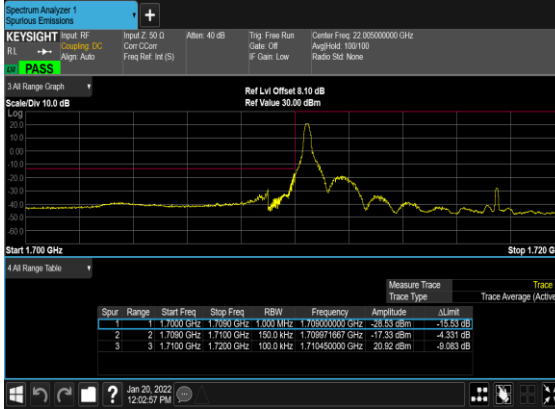 Spectrum Analyzer 1
Spurious Emissions
+
KEYSIGHT Input: RF Input Z: 50 Ω Atten: 40 dB Trig: Free Run Center Freq: 22.005000000 GHz
RL Coupling: DC Corr CCorr Gate: Off Avg|Hold: 100/100
Align: Auto Freq Ref: Int (S) IF Gain: Low Radio Std: None
PASS
3 All Range Graph Ref Lvl Offset 8.10 dB
Scale/Div 10.0 dB Ref Value 30.00 dBm
Log
20.0
10.0
0.00
-10.0
-20.0
-30.0
-40.0
-50.0
-60.0
Start 1.700 GHz Stop 1.720 G
4 All Range Table
Measure Trace Trace
Trace Type Trace Average (Active
Spur Range Start Freq Stop Freq RBW Frequency Amplitude ΔLimit
1 1 1.7000 GHz 1.7090 GHz 1.000 MHz 1.709000000 GHz -28.53 dBm -15.53 dB
2 2 1.7090 GHz 1.7100 GHz 150.0 kHz 1.709971667 GHz -17.33 dBm -4.331 dB
3 3 1.7100 GHz 1.7200 GHz 100.0 kHz 1.710450000 GHz 20.92 dBm -9.083 dB
? Jan 20, 2022
12:02:57 PM